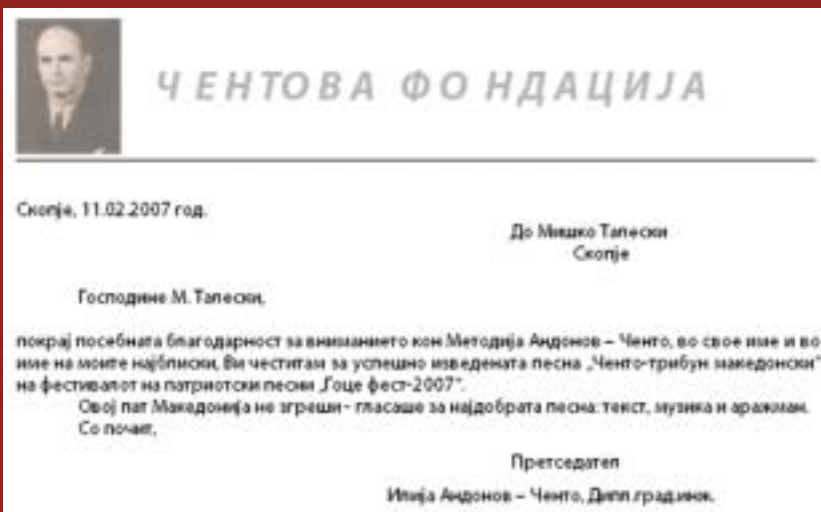 ЧЕНТОВА ФОНДАЦИЈА
Скопје, 11.02.2007 год.
До Мишко Талески
Скопје
Господине М. Талески,
покрај посебната благодарност за вниманието кон Методија Андонов – Ченто, во свое име и во
име на моите најблиски, Ви честитам за успешно изведената песна „Ченто-трибун македонски“
на фестивалот на патриотски песни „Гоце фест-2007“.
Овој пат Македонија не згреши - гласаше за најдобрата песна: текст, музика и аражман.
Со почит,
Претседател
Илија Андонов – Ченто, Дипл.град.инж.